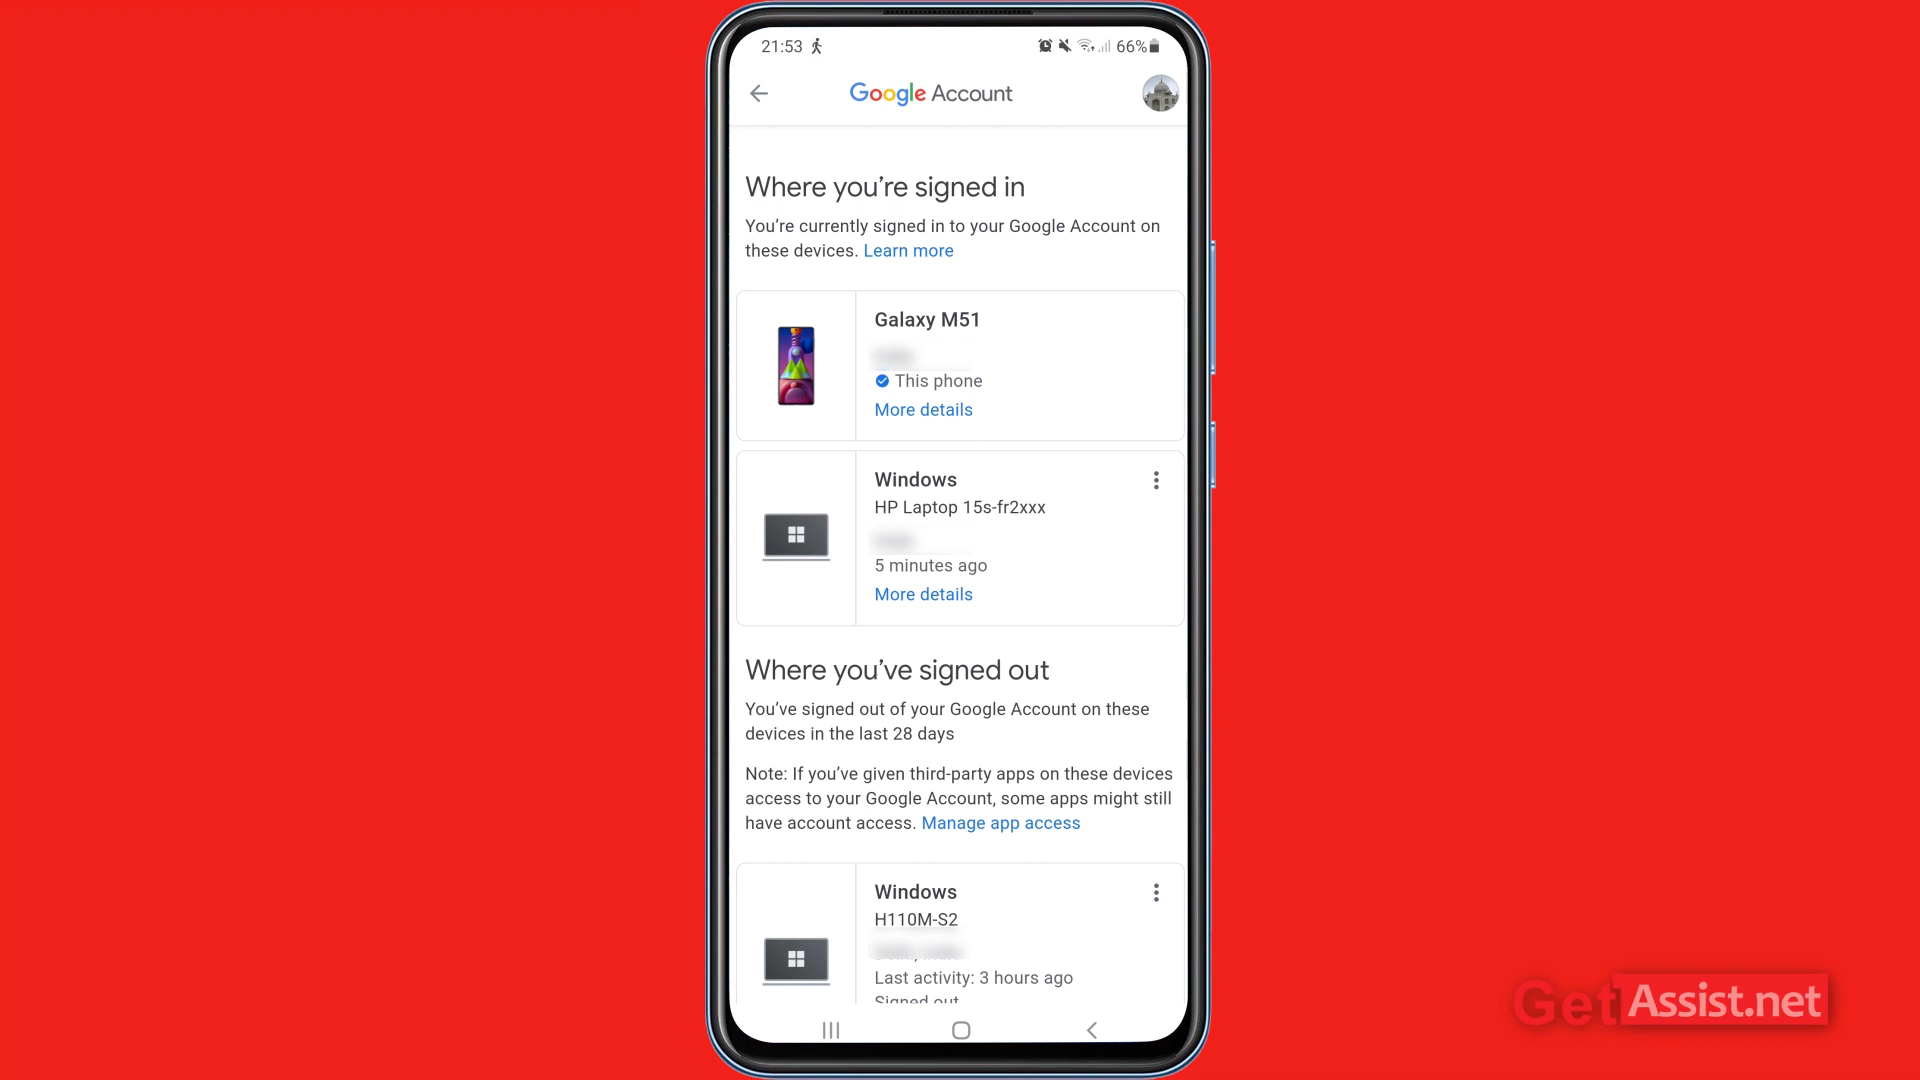 21:53
66%
Google Account
Where you're signed in
You're currently signed in to your Google Account on
these devices. Learn more
Galaxy M51
This phone
More details
Windows
HP Laptop 15s-fr2xxx
5 minutes ago
More details
Where you've signed out
You've signed out of your Google Account on these
devices in the last 28 days
Note: If you've given third-party apps on these devices
access to your Google Account, some apps might still
have account access. Manage app access
Windows
H110M-S2
Last activity: 3 hours ago
Signed out
GetAssist.net